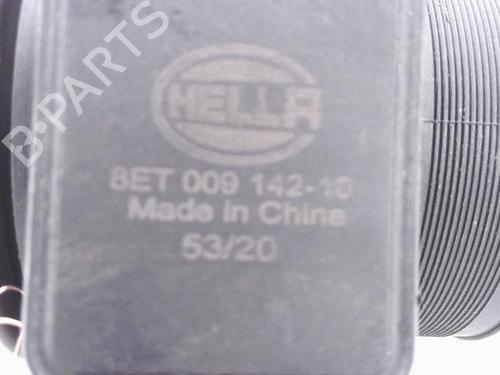 B-PARTS
HELLA
8ET 009 142-10
Made in China
53/20